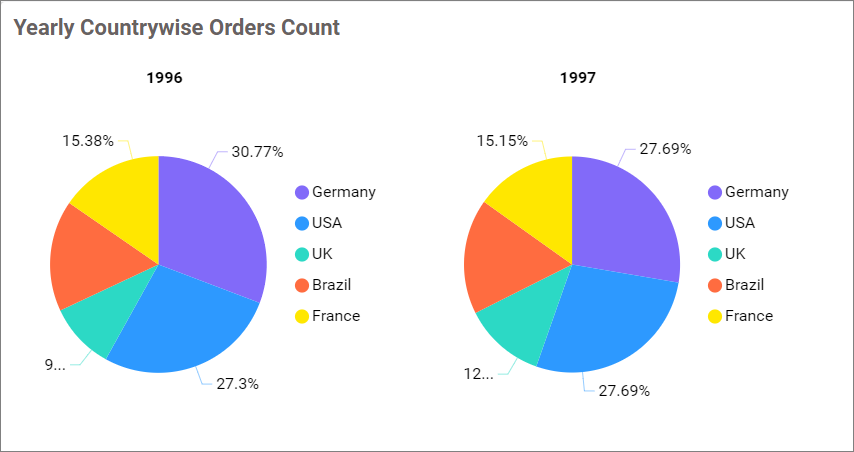 Yearly Countrywise Orders Count
1996
15.38%
30.77%
Germany
USA
UK
Brazil
France
9...
27.3%
1997
15.15%
27.69%
Germany
USA
UK
Brazil
France
12...
27.69%